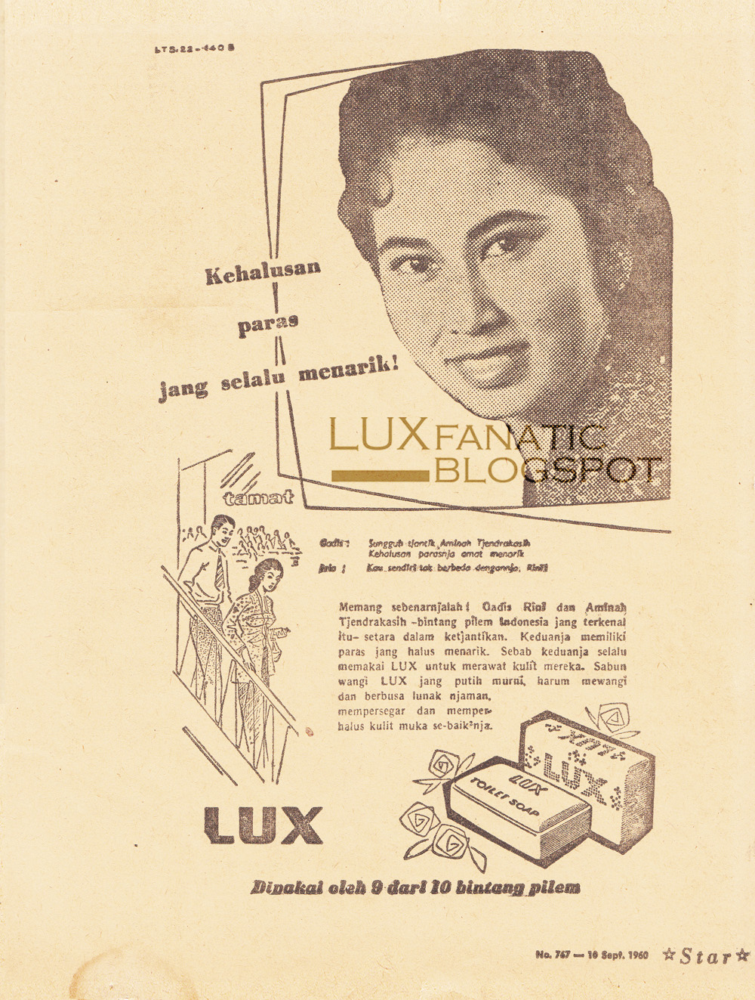 LTS.22-440 B
Kehalusan
paras
jang selalu menarik!
LUX FANATIC
BLOGSPOT
tamat
Gadis : Sungguh tjantik Aminah Tjendrakasih
Kehalusan parasnja amat menarik
Pria : Kau sendiri tak berbeda dengannja, Rini!
Memang sebenarnjalah! Gadis Rini dan Aminah
Tjendrakasih -bintang pilem Indonesia jang terkenal
itu- setara dalam ketjantikan. Keduanja memiliki
paras jang halus menarik. Sebab keduanja selalu
memakai LUX untuk merawat kulit mereka. Sabun
wangi LUX jang putih murni, harum mewangi
dan berbusa lunak njaman,
mempersegar dan memper-
halus kulit muka se-baik²nja.
LUX
LUX
LUX
TOILET SOAP
LUX
Dipakai oleh 9 dari 10 bintang pilem
No. 767 — 10 Sept. 1960 ☆Star☆